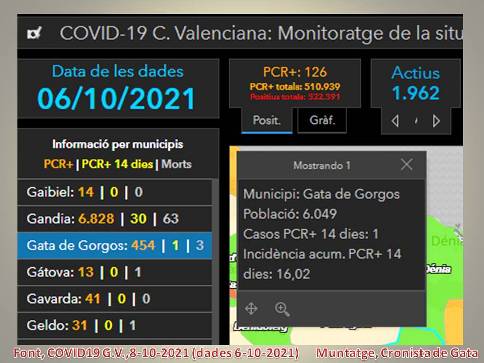 COVID-19 C. Valenciana: Monitoratge de la situ
Data de les dades
06/10/2021
PCR+: 126
PCR+ totals: 510.939
Positius totals: 522.591
Actius
1.962
Posit.
Gràf.
Informació per municipis
PCR+ | PCR+ 14 dies | Morts
Gaibiel: 14 | 0 | 0
Gandia: 6.828 | 30 | 63
Gata de Gorgos: 454 | 1 | 3
Gátova: 13 | 0 | 1
Gavarda: 41 | 0 | 0
Geldo: 31 | 0 | 1
Mostrando 1
Municipi: Gata de Gorgos
Població: 6.049
Casos PCR+ 14 dies: 1
Incidència acum. PCR+ 14
dies: 16,02
Dénia
Dénia
Font, COVID19 G.V., 8-10-2021 (dades 6-10-2021) Muntatge, Cronista de Gata